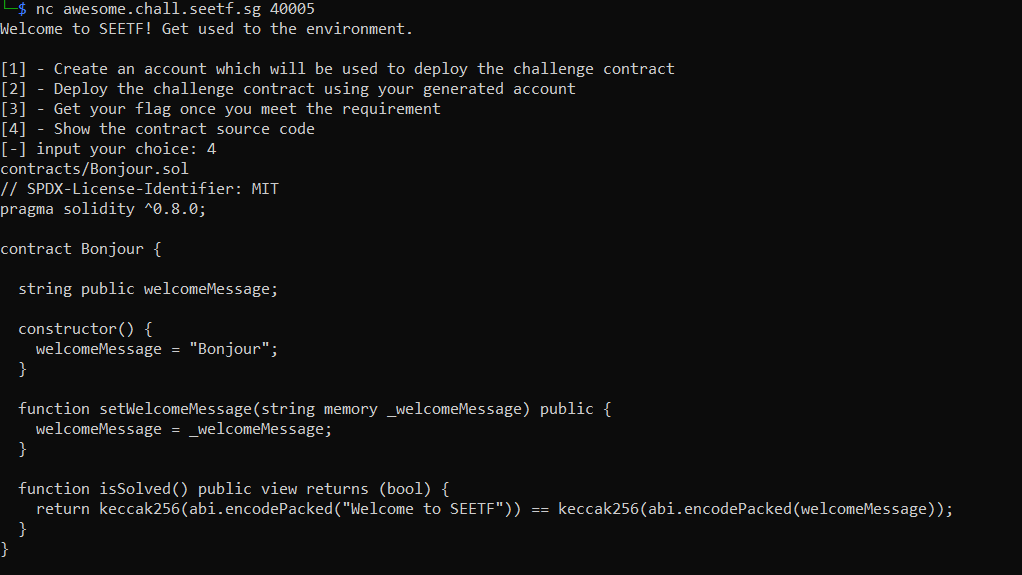 └─$ nc awesome.chall.seetf.sg 40005
Welcome to SEETF! Get used to the environment.
[1] - Create an account which will be used to deploy the challenge contract
[2] - Deploy the challenge contract using your generated account
[3] - Get your flag once you meet the requirement
[4] - Show the contract source code
[-] input your choice: 4
contracts/Bonjour.sol
// SPDX-License-Identifier: MIT
pragma solidity ^0.8.0;
contract Bonjour {
string public welcomeMessage;
constructor() {
welcomeMessage = "Bonjour";
}
function setWelcomeMessage(string memory _welcomeMessage) public {
welcomeMessage = _welcomeMessage;
}
function isSolved() public view returns (bool) {
return keccak256(abi.encodePacked("Welcome to SEETF")) == keccak256(abi.encodePacked(welcomeMessage));
}
}